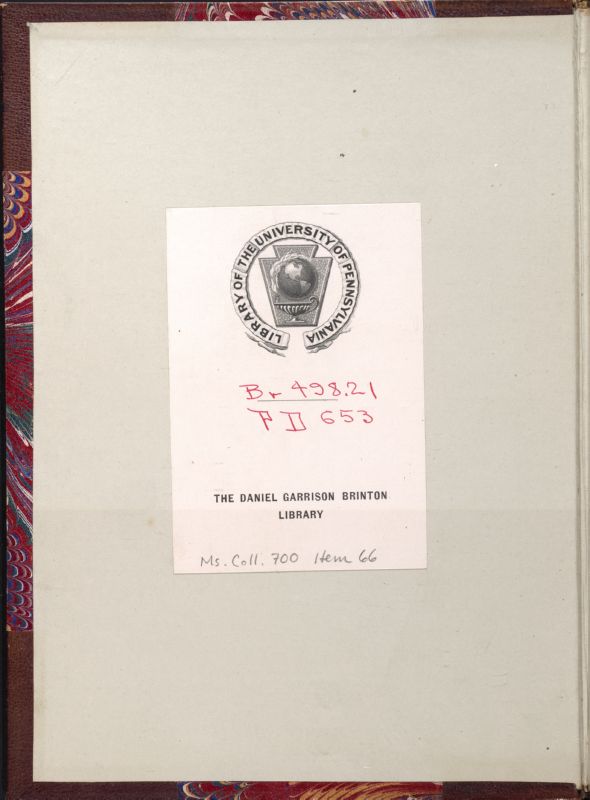 LIBRARY OF THE UNIVERSITY OF PENNSYLVANIA
Br 498.21
PD 653
THE DANIEL GARRISON BRINTON
LIBRARY
Ms. Coll. 700 Item 66